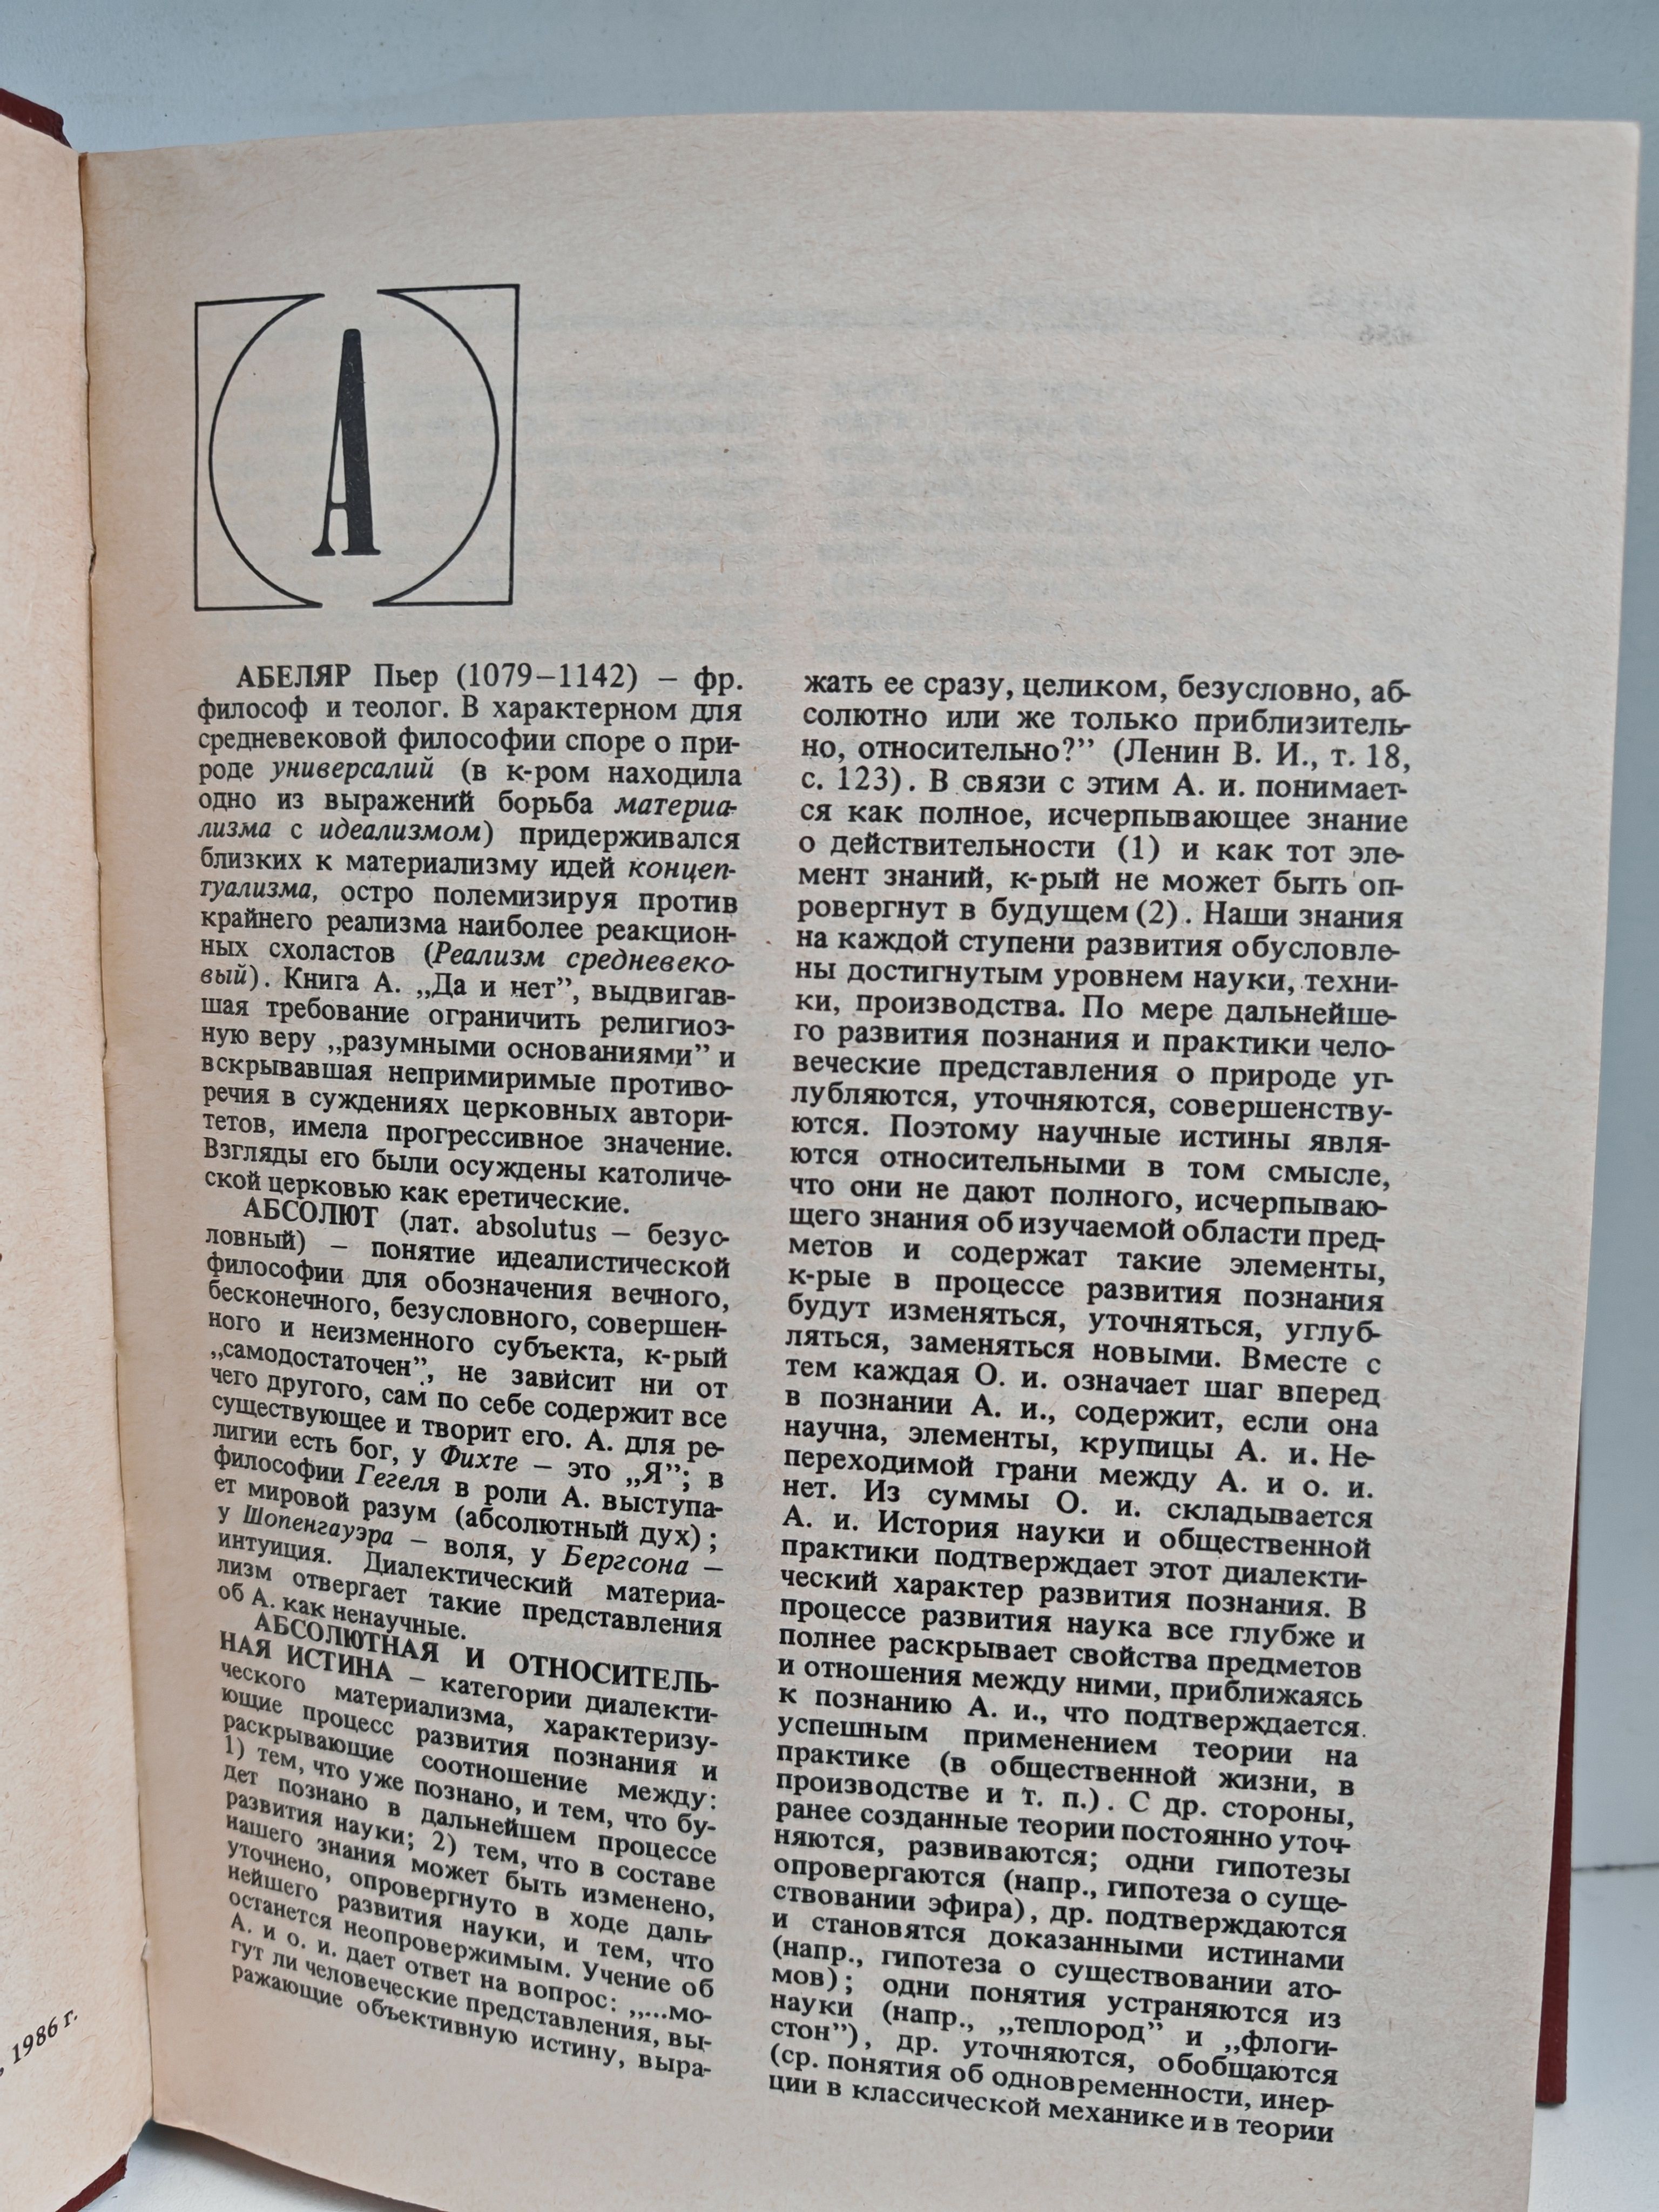 , 1986 г.
А
АБЕЛЯР Пьер (1079–1142) – фр.
философ и теолог. В характерном для
средневековой философии споре о при-
роде универсалий (в к-ром находила
одно из выражений борьба материа-
лизма с идеализмом) придерживался
близких к материализму идей концеп-
туализма, остро полемизируя против
крайнего реализма наиболее реакцион-
ных схоластов (Реализм средневеко-
вый). Книга А. „Да и нет”, выдвигав-
шая требование ограничить религиоз-
ную веру „разумными основаниями” и
вскрывавшая непримиримые противо-
речия в суждениях церковных автори-
тетов, имела прогрессивное значение.
Взгляды его были осуждены католиче-
ской церковью как еретические.
АБСОЛЮТ (лат. absolutus – безус-
ловный) – понятие идеалистической
философии для обозначения вечного,
бесконечного, безусловного, совершен-
ного и неизменного субъекта, к-рый
„самодостаточен”, не зависит ни от
чего другого, сам по себе содержит все
существующее и творит его. А. для ре-
лигии есть бог, у Фихте – это „Я”; в
философии Гегеля в роли А. выступа-
ет мировой разум (абсолютный дух);
у Шопенгауэра – воля, у Бергсона –
интуиция. Диалектический материа-
лизм отвергает такие представления
об А. как ненаучные.
АБСОЛЮТНАЯ И ОТНОСИТЕЛЬ-
НАЯ ИСТИНА – категории диалекти-
ческого материализма, характеризу-
ющие процесс развития познания и
раскрывающие соотношение между:
1) тем, что уже познано, и тем, что бу-
дет познано в дальнейшем процессе
развития науки; 2) тем, что в составе
нашего знания может быть изменено,
уточнено, опровергнуто в ходе даль-
нейшего развития науки, и тем, что
останется неопровержимым. Учение об
А. и о. и. дает ответ на вопрос: „...мо-
гут ли человеческие представления, вы-
ражающие объективную истину, выра-
жать ее сразу, целиком, безусловно, аб-
солютно или же только приблизитель-
но, относительно?” (Ленин В. И., т. 18,
с. 123). В связи с этим А. и. понимает-
ся как полное, исчерпывающее знание
о действительности (1) и как тот эле-
мент знаний, к-рый не может быть оп-
ровергнут в будущем (2). Наши знания
на каждой ступени развития обусловле-
ны достигнутым уровнем науки, техни-
ки, производства. По мере дальнейше-
го развития познания и практики чело-
веческие представления о природе уг-
лубляются, уточняются, совершенству-
ются. Поэтому научные истины явля-
ются относительными в том смысле,
что они не дают полного, исчерпываю-
щего знания об изучаемой области пред-
метов и содержат такие элементы,
к-рые в процессе развития познания
будут изменяться, уточняться, углуб-
ляться, заменяться новыми. Вместе с
тем каждая О. и. означает шаг вперед
в познании А. и., содержит, если она
научна, элементы, крупицы А. и. Не-
переходимой грани между А. и о. и.
нет. Из суммы О. и. складывается
А. и. История науки и общественной
практики подтверждает этот диалекти-
ческий характер развития познания. В
процессе развития наука все глубже и
полнее раскрывает свойства предметов
и отношения между ними, приближаясь
к познанию А. и., что подтверждается
успешным применением теории на
практике (в общественной жизни, в
производстве и т. п.). С др. стороны,
ранее созданные теории постоянно уточ-
няются, развиваются; одни гипотезы
опровергаются (напр., гипотеза о суще-
ствовании эфира), др. подтверждаются
и становятся доказанными истинами
(напр., гипотеза о существовании ато-
мов); одни понятия устраняются из
науки (напр., „теплород” и „флоги-
стон”), др. уточняются, обобщаются
(ср. понятия об одновременности, инер-
ции в классической механике и в теории